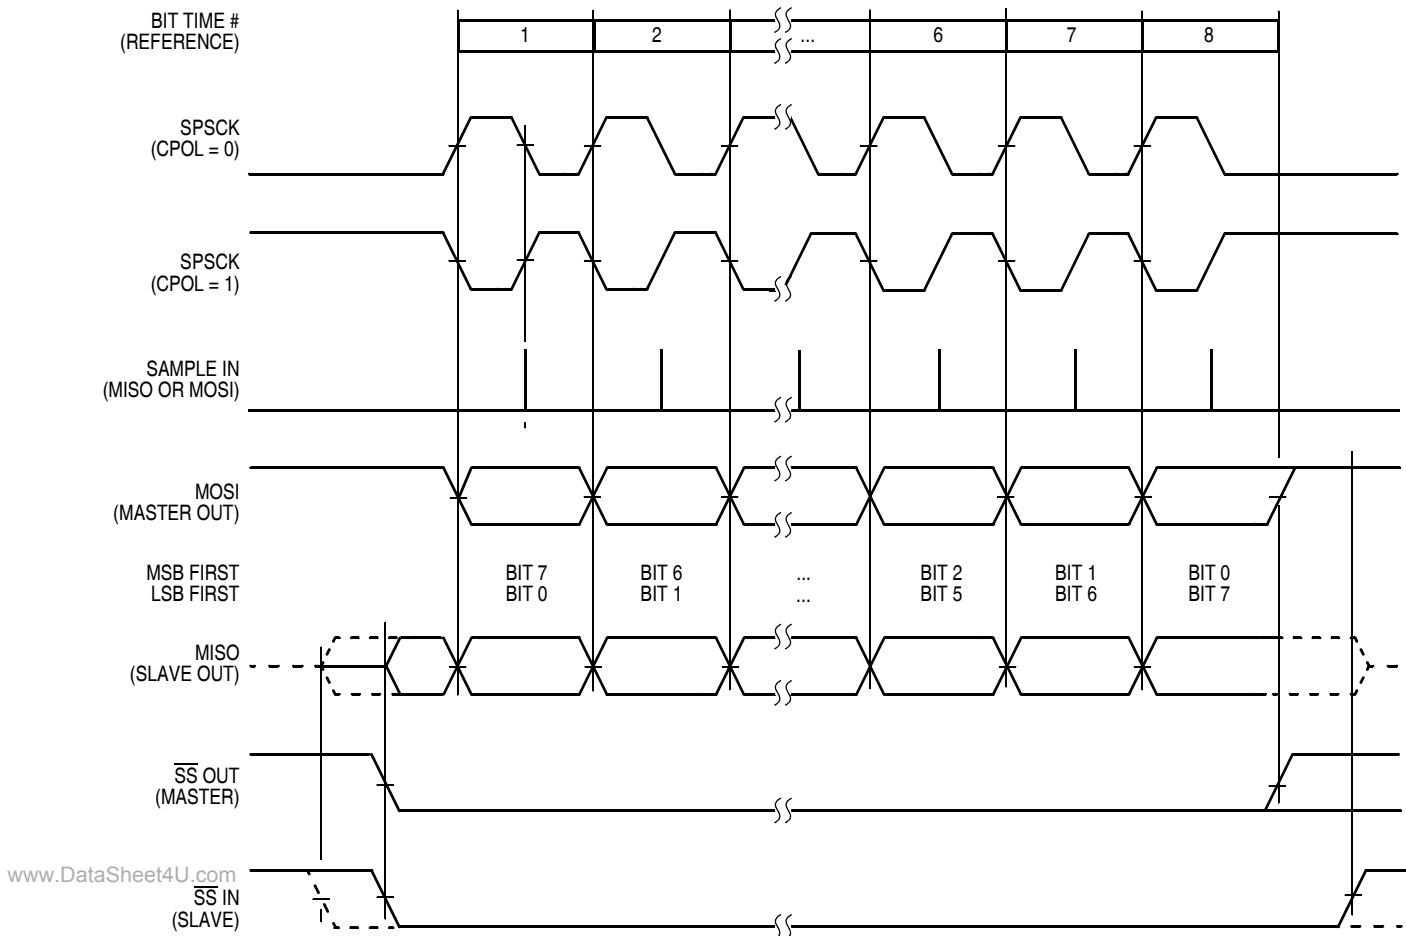 BIT TIME #
(REFERENCE)
1 2 ... 6 7 8
SPSCK
(CPOL = 0)
SPSCK
(CPOL = 1)
SAMPLE IN
(MISO OR MOSI)
MOSI
(MASTER OUT)
MSB FIRST BIT 7 BIT 6 ... BIT 2 BIT 1 BIT 0
LSB FIRST BIT 0 BIT 1 ... BIT 5 BIT 6 BIT 7
MISO
(SLAVE OUT)
SS OUT
(MASTER)
www.DataSheet4U.com
SS IN
(SLAVE)